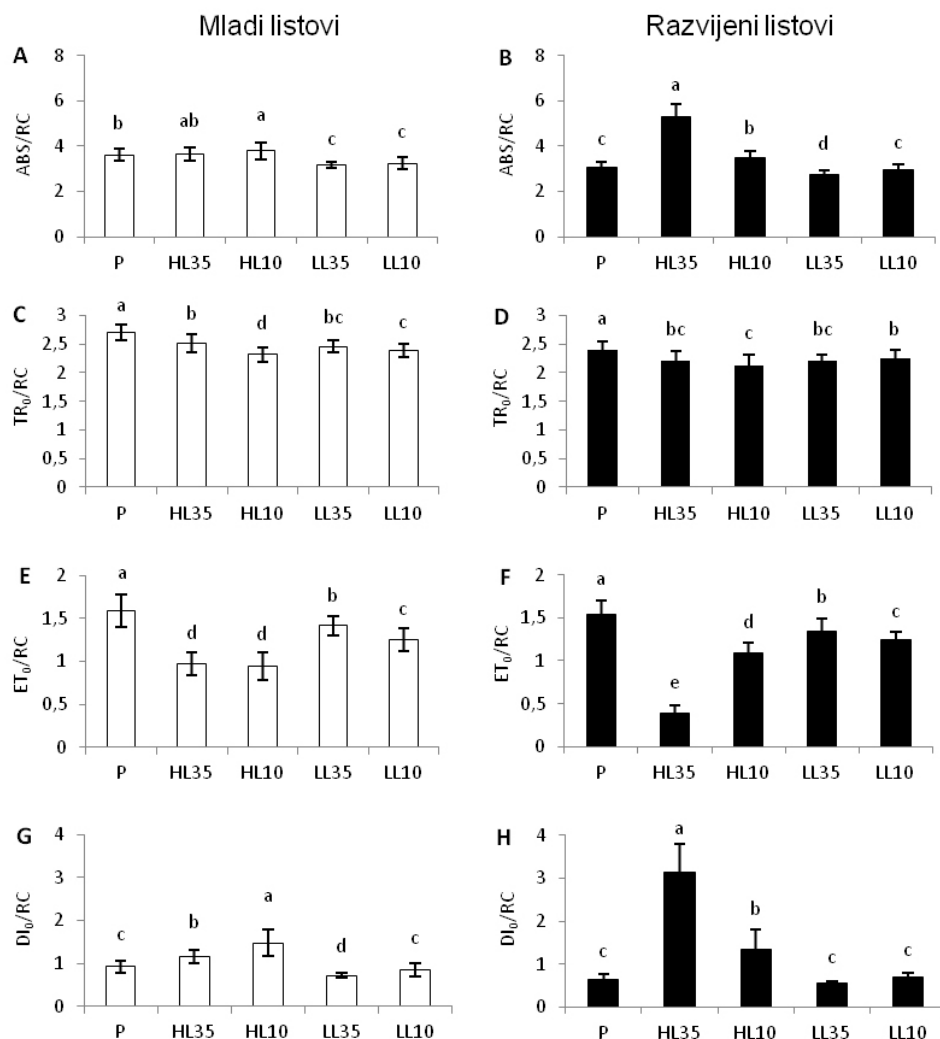 Mladi listovi
Razvijeni listovi
A
ABS/RC
8
6
4
2
0
b ab a c c
P HL35 HL10 LL35 LL10
B
ABS/RC
8
6
4
2
0
c a b d c
P HL35 HL10 LL35 LL10
C
TR₀/RC
3
2,5
2
1,5
1
0,5
0
a b d bc c
P HL35 HL10 LL35 LL10
D
TR₀/RC
3
2,5
2
1,5
1
0,5
0
a bc c bc b
P HL35 HL10 LL35 LL10
E
ET₀/RC
2
1,5
1
0,5
0
a d d b c
P HL35 HL10 LL35 LL10
F
ET₀/RC
2
1,5
1
0,5
0
a e d b c
P HL35 HL10 LL35 LL10
G
DI₀/RC
4
3
2
1
0
c b a d c
P HL35 HL10 LL35 LL10
H
DI₀/RC
4
3
2
1
0
c a b c c
P HL35 HL10 LL35 LL10